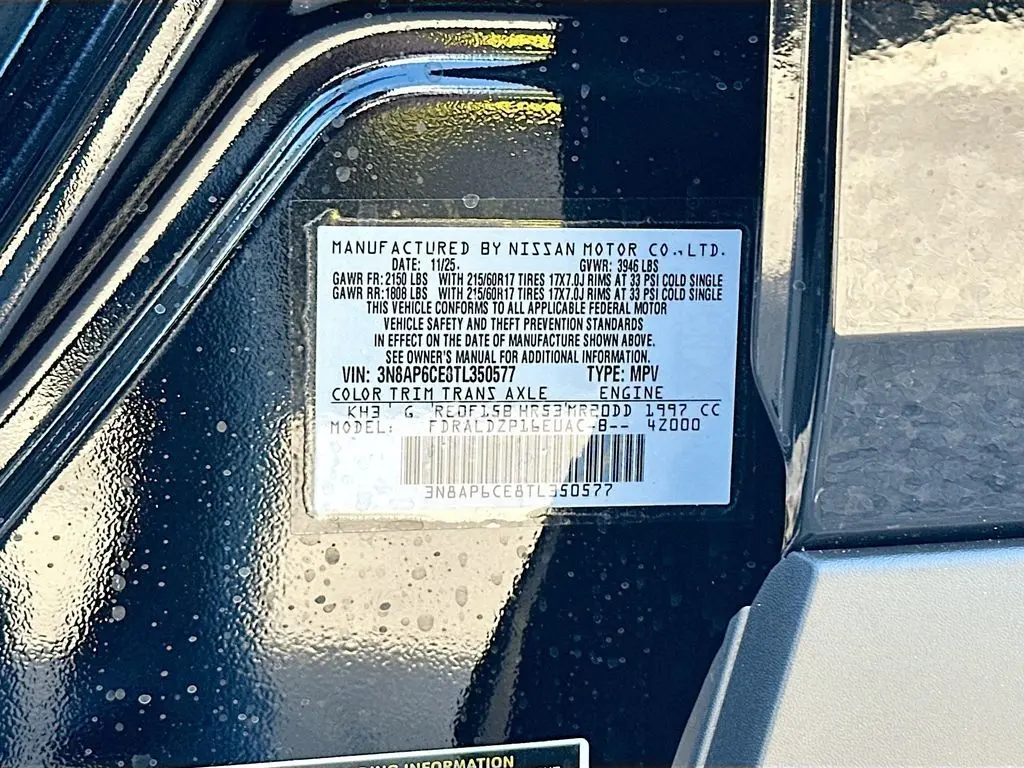 MANUFACTURED BY NISSAN MOTOR CO.,LTD.
DATE: 11/25. GVWR: 3946 LBS
GAWR FR: 2150 LBS WITH 215/60R17 TIRES 17X7.0J RIMS AT 33 PSI COLD SINGLE
GAWR RR: 1808 LBS WITH 215/60R17 TIRES 17X7.0J RIMS AT 33 PSI COLD SINGLE
THIS VEHICLE CONFORMS TO ALL APPLICABLE FEDERAL MOTOR
VEHICLE SAFETY AND THEFT PREVENTION STANDARDS
IN EFFECT ON THE DATE OF MANUFACTURE SHOWN ABOVE.
SEE OWNER'S MANUAL FOR ADDITIONAL INFORMATION.
VIN: 3N8AP6CE8TL350577 TYPE: MPV
COLOR TRIM TRANS AXLE ENGINE
KH3 G RE0F15B HR53 MR20DD 1997 CC
MODEL: FDRALDZP16EUAC-B-- 42000
3N8AP6CE8TL350577
INFORMATION